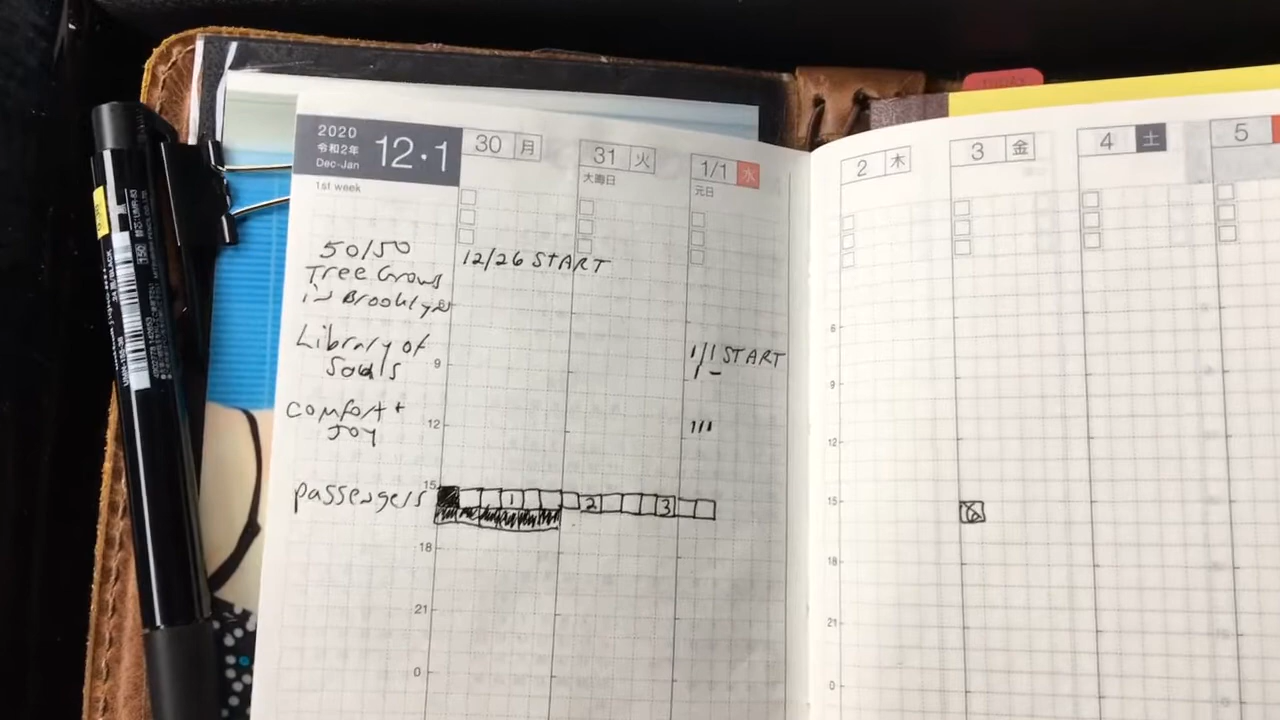 2020
令和2年
Dec-Jan
12・1
1st week
30 月
31 火
大晦日
1/1 水
元日
2 木
3 金
4 土
5
50/50
Tree Grows
in Brooklyn
12/26 START
Library of
Souls
1/1 START
Comfort +
Joy
passengers
1
2
3
9
12
15
18
21
0
6
9
12
15
18
21
0